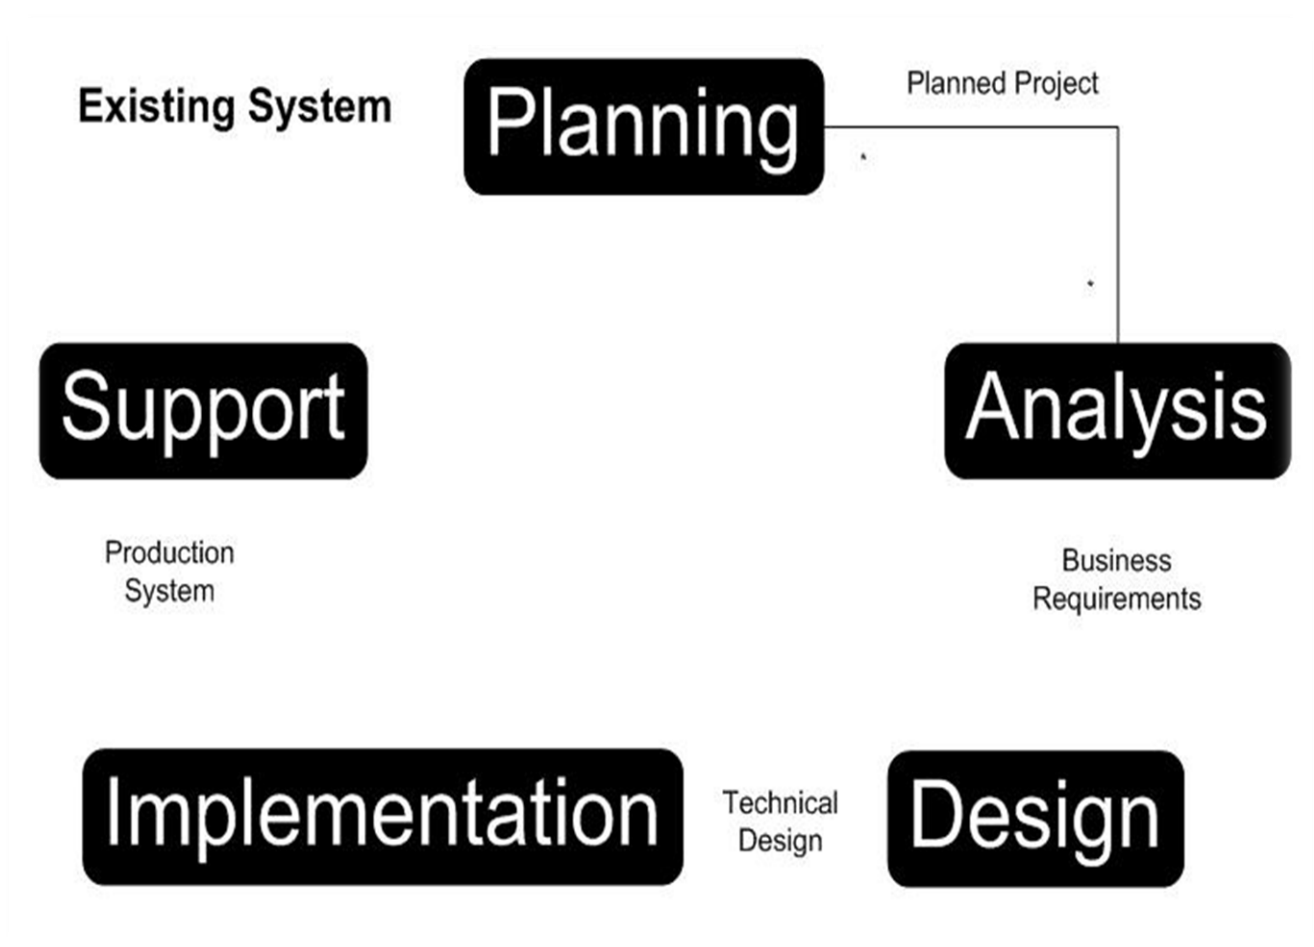 Existing System
Planning
Planned Project
*
*
Support
Analysis
Production
System
Business
Requirements
Implementation
Technical
Design
Design